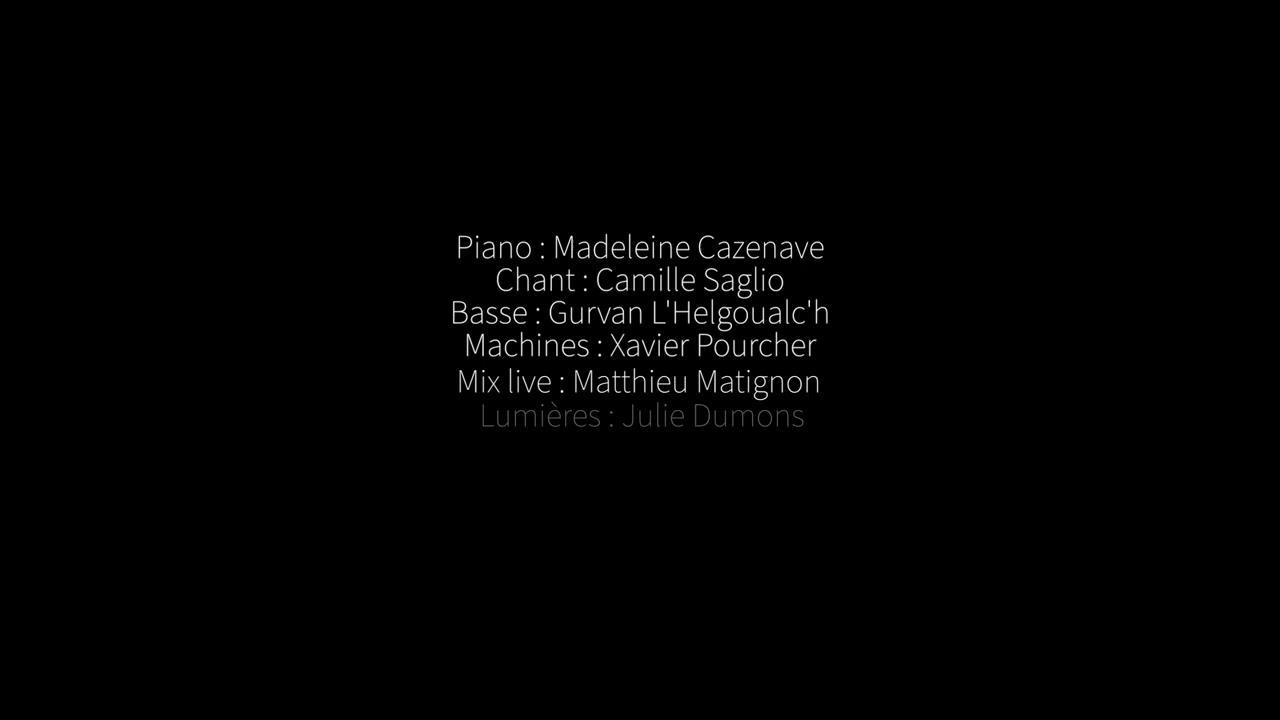 Piano : Madeleine Cazenave
Chant : Camille Saglio
Basse : Gurvan L'Helgoualc'h
Machines : Xavier Pourcher
Mix live : Matthieu Matignon
Lumières : Julie Dumons